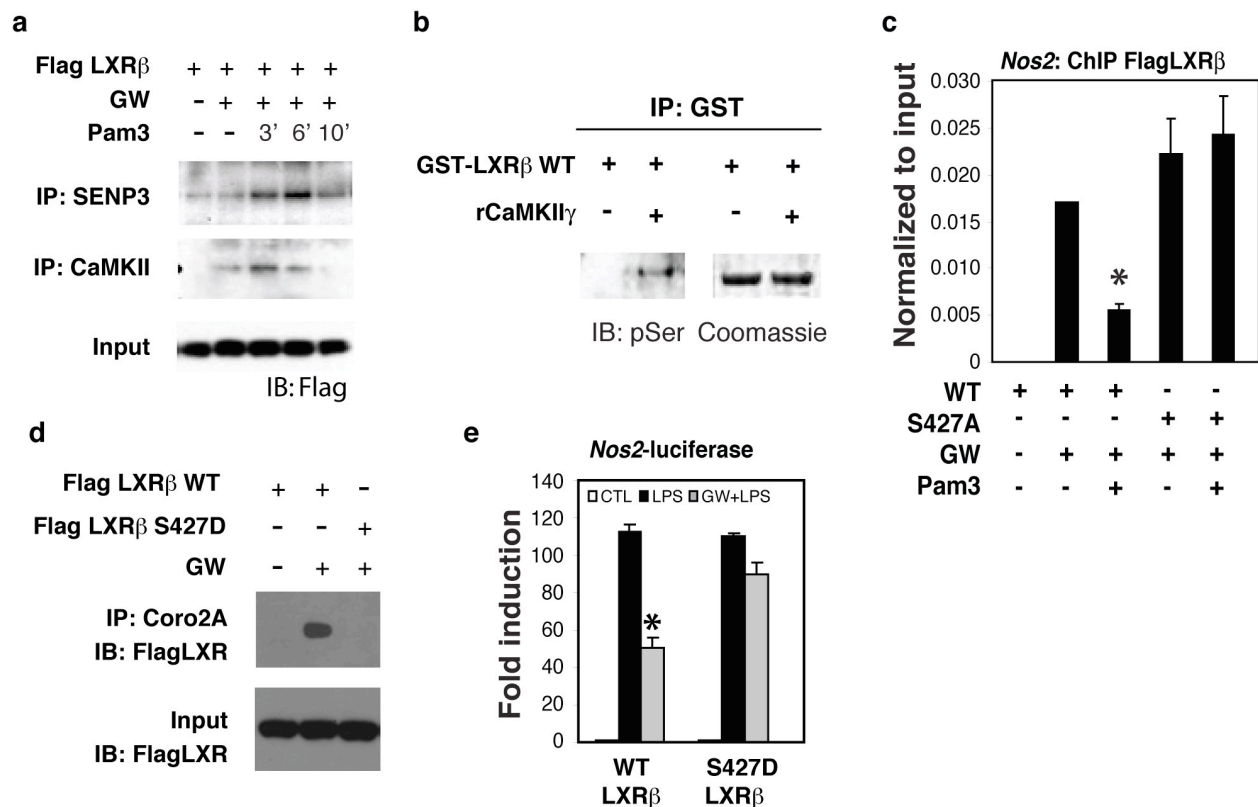 a
Flag LXRβ + + + + +
GW - + + + +
Pam3 - - 3’ 6’ 10’
IP: SENP3
IP: CaMKII
Input
IB: Flag
b
IP: GST
GST-LXRβ WT + + + +
rCaMKIIγ - + - +
IB: pSer Coomassie
c
Nos2: ChIP FlagLXRβ
Normalized to input
0.030
0.025
0.020
0.015
0.010
0.005
0
*
WT + + + - -
S427A - - - + +
GW - + + + +
Pam3 - - + - +
d
Flag LXRβ WT + + -
Flag LXRβ S427D - - +
GW - + +
IP: Coro2A
IB: FlagLXR
Input
IB: FlagLXR
e
Nos2-luciferase
Fold induction
140
120
100
80
60
40
20
0
CTL LPS GW+LPS
*
WT S427D
LXRβ LXRβ